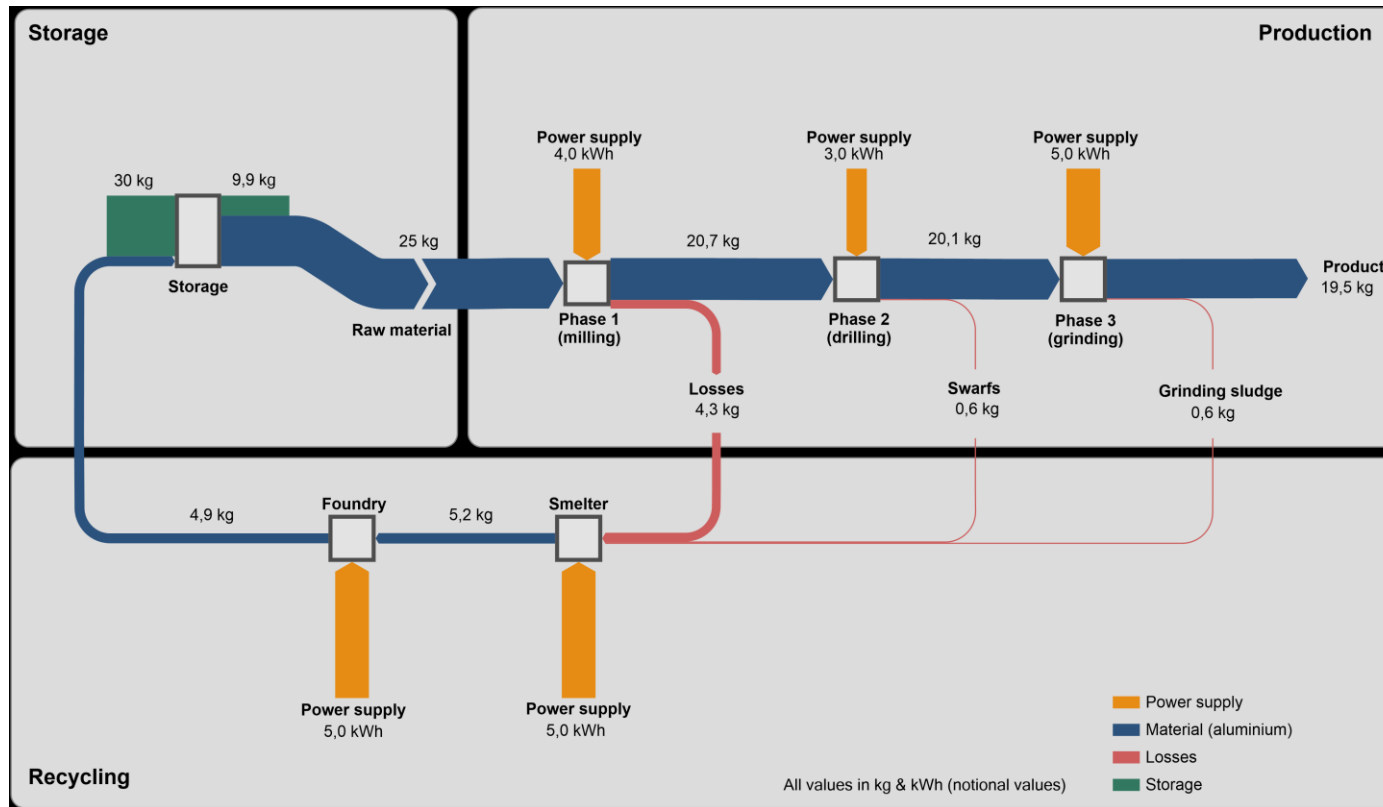 Storage
Production
Power supply
4,0 kWh
Power supply
3,0 kWh
Power supply
5,0 kWh
30 kg
9,9 kg
25 kg
20,7 kg
20,1 kg
Product
19,5 kg
Storage
Raw material
Phase 1
(milling)
Phase 2
(drilling)
Phase 3
(grinding)
Losses
4,3 kg
Swarfs
0,6 kg
Grinding sludge
0,6 kg
4,9 kg
Foundry
5,2 kg
Smelter
Power supply
5,0 kWh
Power supply
5,0 kWh
Power supply
Material (aluminium)
Losses
Storage
Recycling
All values in kg & kWh (notional values)